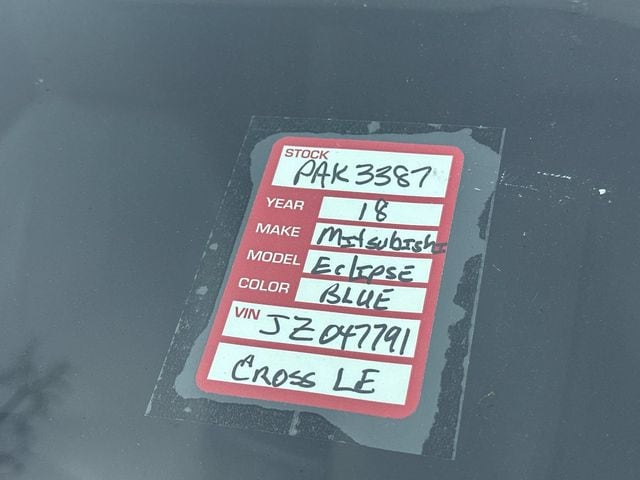 STOCK PAK3387
YEAR 18
MAKE Mitsubishi
MODEL Eclipse
COLOR BLUE
VIN JZ047791
CROSS LE